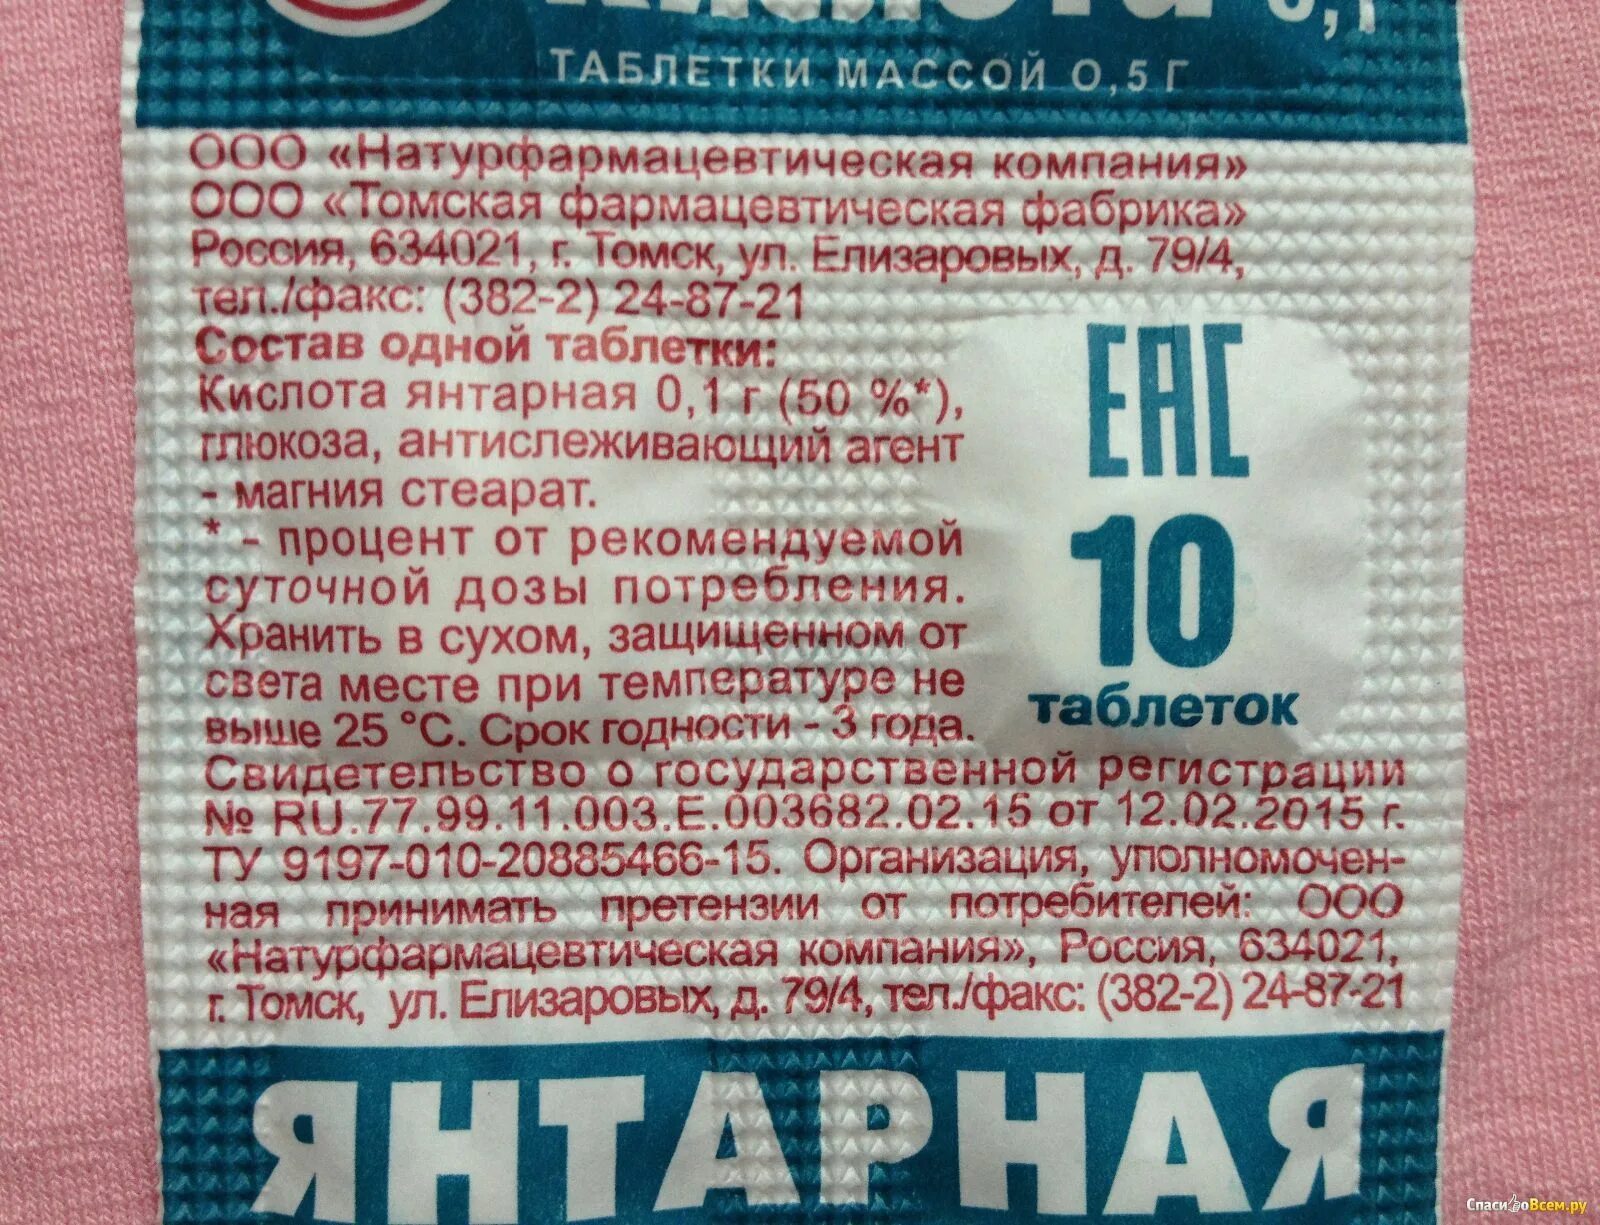 ТАБЛЕТКИ МАССОЙ 0,5 Г
ООО «Натурфармацевтическая компания»
ООО «Томская фармацевтическая фабрика»
Россия, 634021, г. Томск, ул. Елизаровых, д. 79/4,
тел./факс: (382-2) 24-87-21
Состав одной таблетки:
Кислота янтарная 0,1 г (50 %*),
глюкоза, антислеживающий агент
- магния стеарат.
* - процент от рекомендуемой
суточной дозы потребления.
Хранить в сухом, защищенном от
света месте при температуре не
выше 25 °С. Срок годности - 3 года.
ЕАС
10
таблеток
Свидетельство о государственной регистрации
№ RU.77.99.11.003.Е.003682.02.15 от 12.02.2015 г.
ТУ 9197-010-20885466-15. Организация, уполномочен-
ная принимать претензии от потребителей: ООО
«Натурфармацевтическая компания», Россия, 634021,
г. Томск, ул. Елизаровых, д. 79/4, тел./факс: (382-2) 24-87-21
ЯНТАРНАЯ
СпасибоВсем.ру